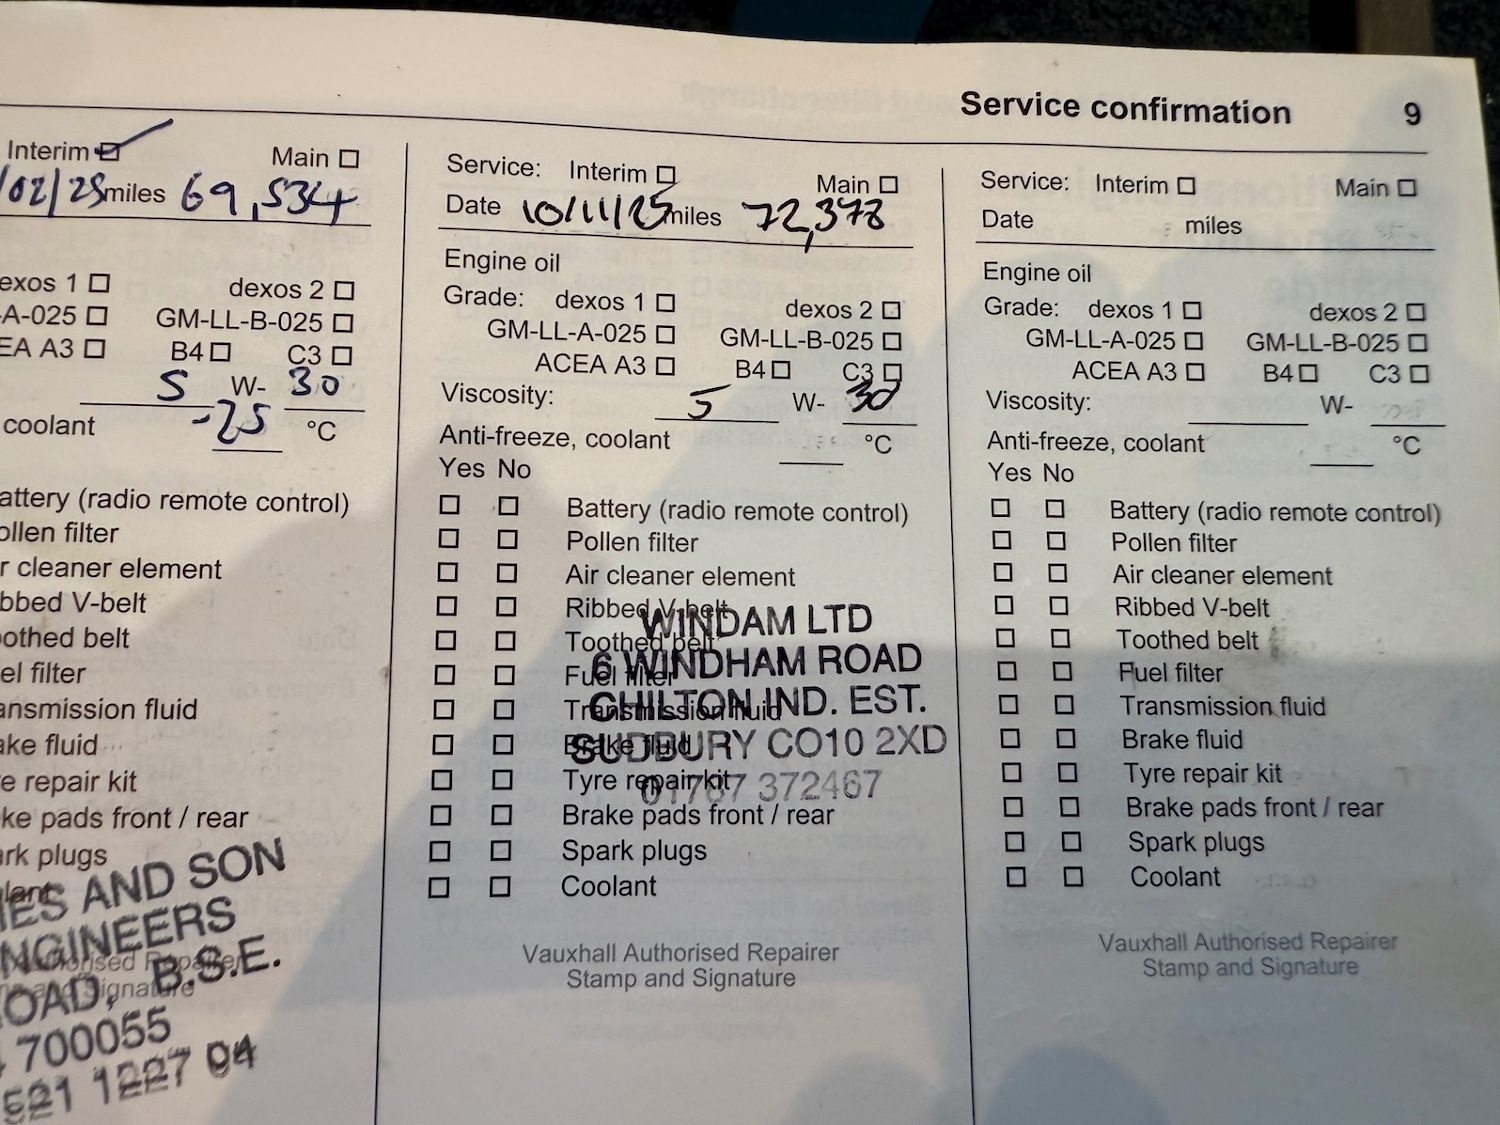 Service confirmation 9
Interim Main
/02/25 miles 69,534
exos 1 dexos 2
-A-025 GM-LL-B-025
EA A3 B4 C3
5 W- 30
coolant -25 °C
attery (radio remote control)
ollen filter
r cleaner element
ibbed V-belt
oothed belt
el filter
ansmission fluid
ake fluid
e repair kit
ke pads front / rear
ark plugs
lant
IES AND SON
NGINEERS
orised Repairer
Signature
OAD, B.S.E.
700055
521 1227 04
Service: Interim Main
Date 10/11/25 miles 72,378
Engine oil
Grade: dexos 1 dexos 2
GM-LL-A-025 GM-LL-B-025
ACEA A3 B4 C3
Viscosity: 5 W- 30
Anti-freeze, coolant °C
Yes No
Battery (radio remote control)
Pollen filter
Air cleaner element
Ribbed V-belt
Toothed belt
Fuel filter
Transmission fluid
Brake fluid
Tyre repair kit
Brake pads front / rear
Spark plugs
Coolant
WINDAM LTD
6 WINDHAM ROAD
CHILTON IND. EST.
SUDBURY CO10 2XD
01787 372467
Vauxhall Authorised Repairer
Stamp and Signature
Service: Interim Main
Date miles
Engine oil
Grade: dexos 1 dexos 2
GM-LL-A-025 GM-LL-B-025
ACEA A3 B4 C3
Viscosity: W-
Anti-freeze, coolant °C
Yes No
Battery (radio remote control)
Pollen filter
Air cleaner element
Ribbed V-belt
Toothed belt
Fuel filter
Transmission fluid
Brake fluid
Tyre repair kit
Brake pads front / rear
Spark plugs
Coolant
Vauxhall Authorised Repairer
Stamp and Signature